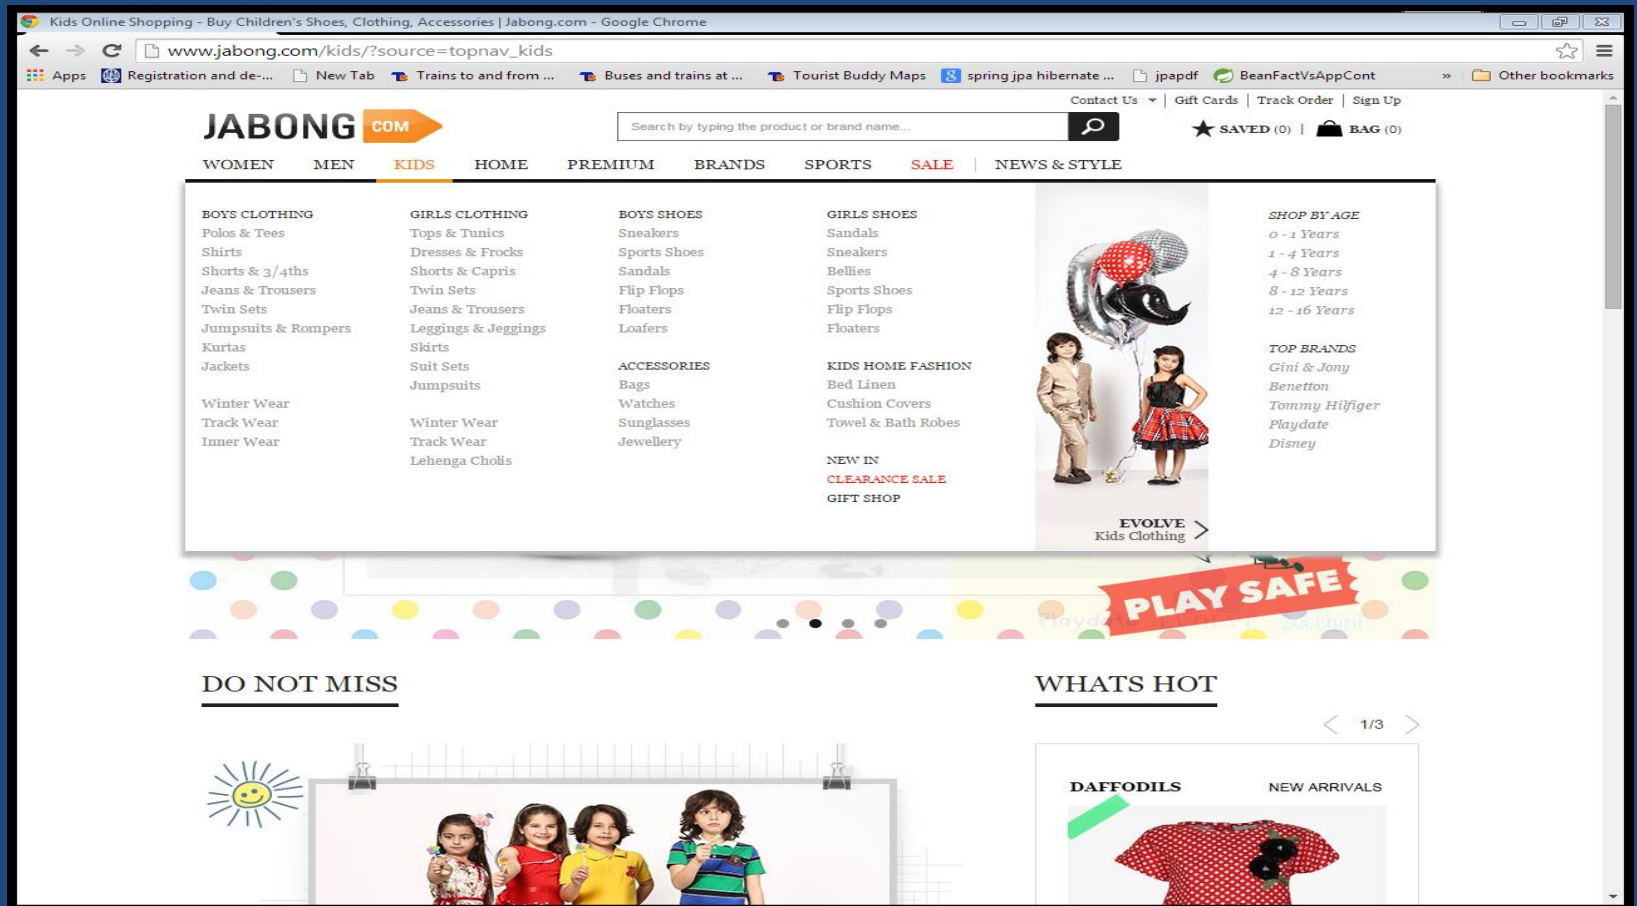 Kids Online Shopping - Buy Children's Shoes, Clothing, Accessories | Jabong.com - Google Chrome
www.jabong.com/kids/?source=topnav_kids
Apps Registration and de-... New Tab Trains to and from ... Buses and trains at ... Tourist Buddy Maps spring jpa hibernate ... jpapdf BeanFactVsAppCont » Other bookmarks
Contact Us | Gift Cards | Track Order | Sign Up
JABONG COM
Search by typing the product or brand name...
SAVED (0) | BAG (0)
WOMEN MEN KIDS HOME PREMIUM BRANDS SPORTS SALE | NEWS & STYLE
BOYS CLOTHING
Polos & Tees
Shirts
Shorts & 3/4ths
Jeans & Trousers
Twin Sets
Jumpsuits & Rompers
Kurtas
Jackets
Winter Wear
Track Wear
Inner Wear
GIRLS CLOTHING
Tops & Tunics
Dresses & Frocks
Shorts & Capris
Twin Sets
Jeans & Trousers
Leggings & Jeggings
Skirts
Suit Sets
Jumpsuits
Winter Wear
Track Wear
Lehenga Cholis
BOYS SHOES
Sneakers
Sports Shoes
Sandals
Flip Flops
Floaters
Loafers
ACCESSORIES
Bags
Watches
Sunglasses
Jewellery
GIRLS SHOES
Sandals
Sneakers
Bellies
Sports Shoes
Flip Flops
Floaters
KIDS HOME FASHION
Bed Linen
Cushion Covers
Towel & Bath Robes
NEW IN
CLEARANCE SALE
GIFT SHOP
EVOLVE
Kids Clothing
SHOP BY AGE
0 - 1 Years
1 - 4 Years
4 - 8 Years
8 - 12 Years
12 - 16 Years
TOP BRANDS
Gini & Jony
Benetton
Tommy Hilfiger
Playdate
Disney
PLAY SAFE
Playdate EVOLVE Zucchini
DO NOT MISS
WHATS HOT
1/3
DAFFODILS NEW ARRIVALS